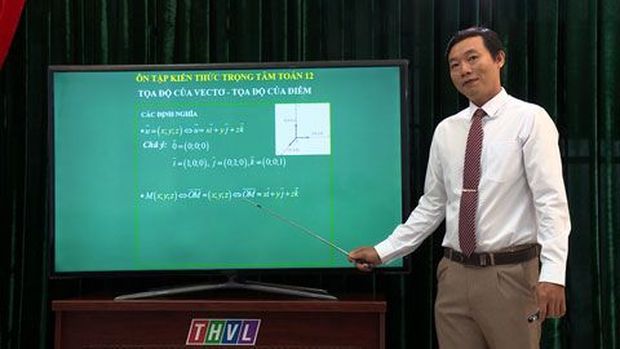 ÔN TẬP KIẾN THỨC TRỌNG TÂM TOÁN 12
TỌA ĐỘ CỦA VECTƠ - TỌA ĐỘ CỦA ĐIỂM
CÁC ĐỊNH NGHĨA
• u⃗ = (x; y; z) ⇔ u⃗ = xi⃗ + yj⃗ + zk⃗
Chú ý: 0⃗ = (0;0;0)
i⃗ = (1;0;0), j⃗ = (0;1;0), k⃗ = (0;0;1)
• M(x; y; z) ⇔ OM⃗ = (x; y; z) ⇔ OM⃗ = xi⃗ + yj⃗ + zk⃗
THVL